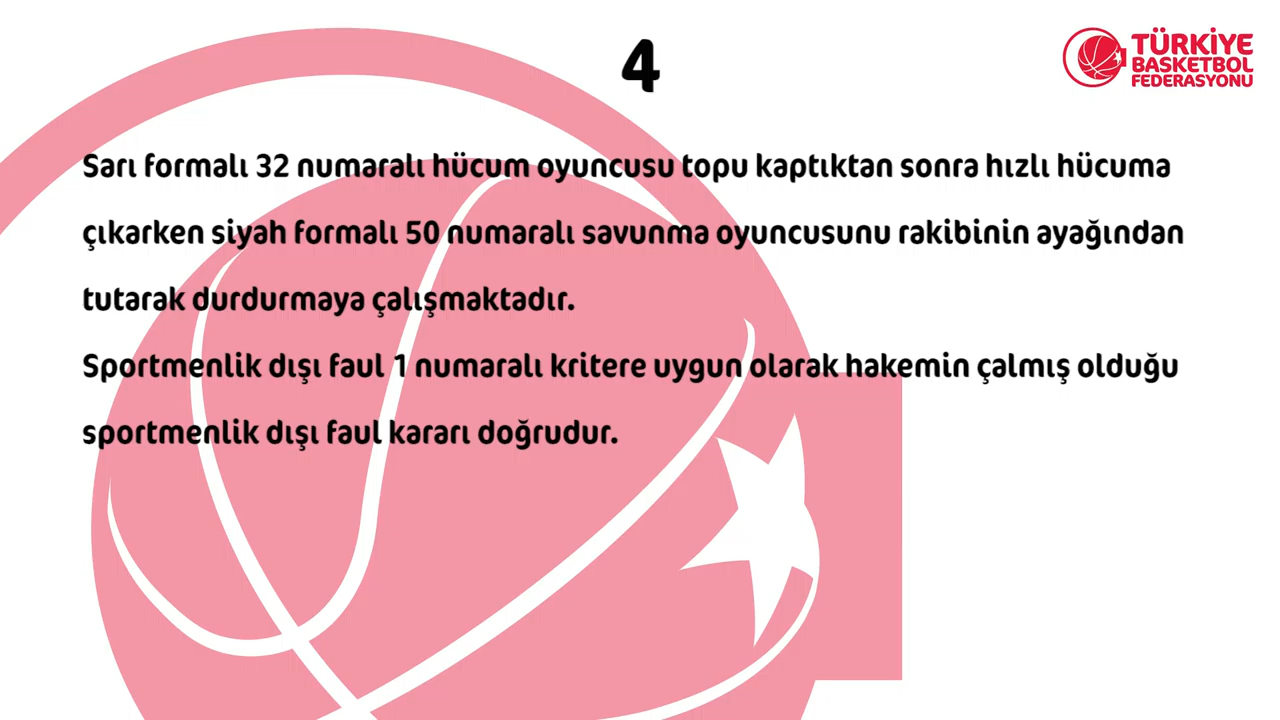 4
TÜRKİYE
BASKETBOL
FEDERASYONU
Sarı formalı 32 numaralı hücum oyuncusu topu kaptıktan sonra hızlı hücuma
çıkarken siyah formalı 50 numaralı savunma oyuncusunu rakibinin ayağından
tutarak durdurmaya çalışmaktadır.
Sportmenlik dışı faul 1 numaralı kritere uygun olarak hakemin çalmış olduğu
sportmenlik dışı faul kararı doğrudur.